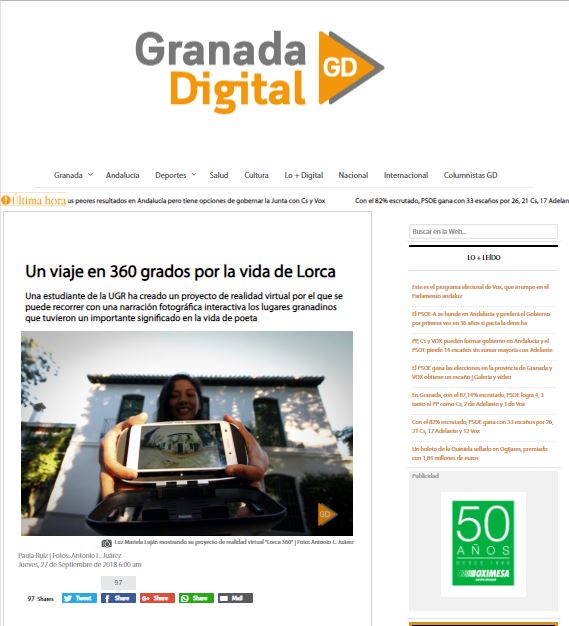 Granada
Digital
GD
Granada
Andalucía
Deportes
Salud
Cultura
Lo + Digital
Nacional
Internacional
Columnistas GD
Última hora
us peores resultados en Andalucía pero tiene opciones de gobernar la Junta con Cs y Vox
Con el 82% escrutado, PSOE gana con 33 escaños por 26, 21 Cs, 17 Adelan
Un viaje en 360 grados por la vida de Lorca
Una estudiante de la UGR ha creado un proyecto de realidad virtual por el que se
puede recorrer con una narración fotográfica interactiva los lugares granadinos
que tuvieron un importante significado en la vida de poeta
GD
Luz Mariela Luján mostrando su proyecto de realidad virtual "Lorca 360" | Foto: Antonio L. Juárez
Paula Ruiz | Fotos: Antonio L. Juárez
Jueves, 27 de Septiembre de 2018 6:00 am
97
97 Shares
Tweet
Share
Share
Share
Mail
Buscar en la Web...
LO + LEÍDO
Este es el programa electoral de Vox, que irrumpe en el
Parlamento andaluz
El PSOE-A se hunde en Andalucía y perderá el Gobierno
por primera vez en 36 años si pacta la derecha
PP, Cs y VOX pueden formar gobierno en Andalucía y el
PSOE pierde 14 escaños sin sumar mayoría con Adelante
El PSOE gana las elecciones en la provincia de Granada y
VOX obtiene un escaño | Galería y vídeo
En Granada, con el 87,14% escrutado, PSOE logra 4, 3
tanto el PP como Cs, 2 de Adelante y 1 de Vox
Con el 82% escrutado, PSOE gana con 33 escaños por 26,
21 Cs, 17 Adelante y 12 Vox
Un boleto de la Quiniela sellado en Ogíjares, premiado
con 1,84 millones de euros
Publicidad
50
AÑOS
OXIMESA